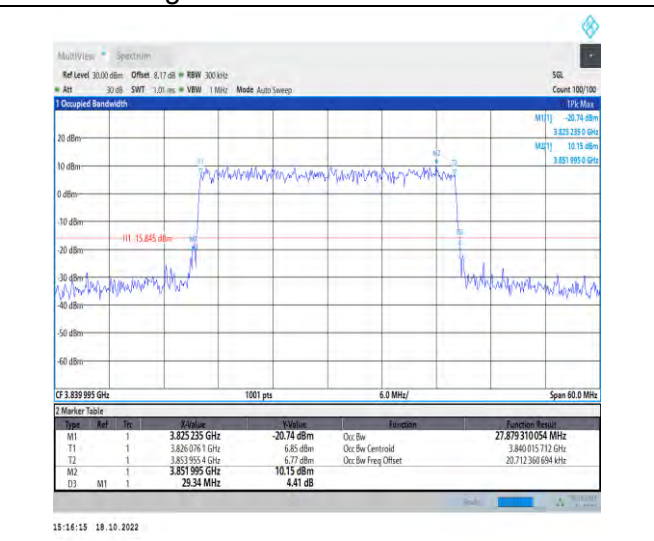 MultiView Spectrum
Ref Level 30.00 dBm Offset 8.17 dB RBW 300 kHz SGL
Att 30 dB SWT 1.01 ms VBW 1 MHz Mode Auto Sweep Count 100/100
1 Occupied Bandwidth 1Pk Max
M1[1] -20.74 dBm
3.825 235 0 GHz
M2[1] 10.15 dBm
3.851 995 0 GHz
20 dBm
10 dBm
0 dBm
-10 dBm
H1 15.845 dBm
-20 dBm
-30 dBm
-40 dBm
-50 dBm
-60 dBm
M2
T1
T2
M1
CF 3.839 995 GHz 1001 pts 6.0 MHz/ Span 60.0 MHz
2 Marker Table
Type Ref Trc X-Value Y-Value Function Function Result
M1 1 3.825235 GHz -20.74 dBm Occ Bw 27.879 310 054 MHz
T1 1 3.826 076 1 GHz 6.85 dBm Occ Bw Centroid 3.840 015 712 GHz
T2 1 3.853 955 4 GHz 6.77 dBm Occ Bw Freq Offset 20.712 360 694 kHz
M2 1 3.851995 GHz 10.15 dBm
D3 M1 1 29.34 MHz 4.41 dB
15:16:15 18.10.2022